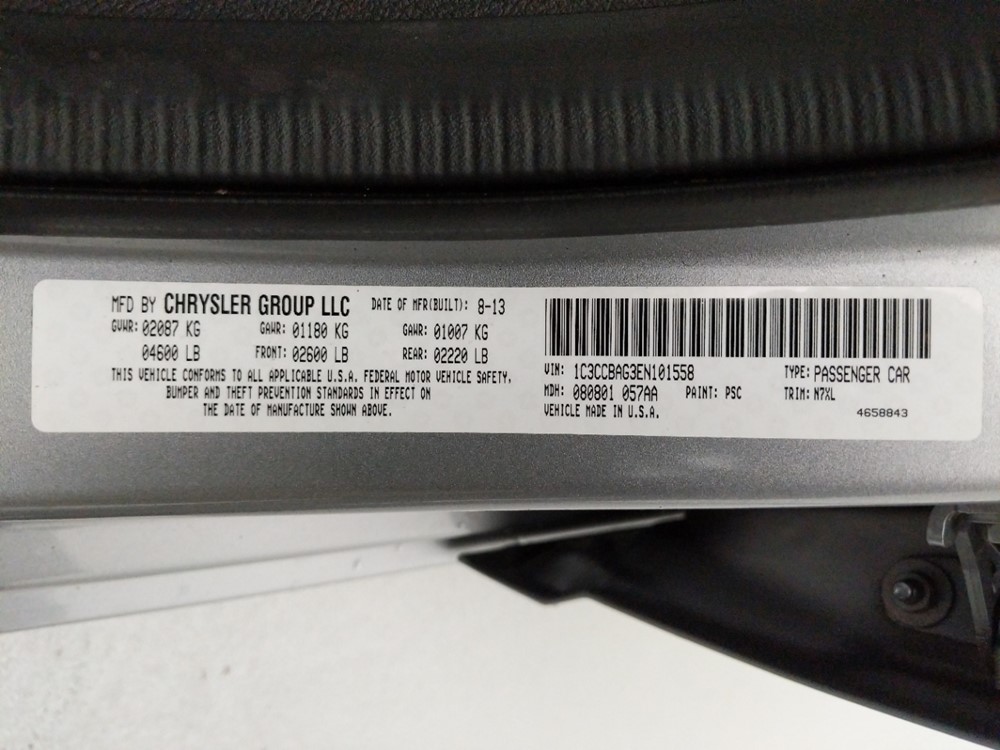 MFD BY CHRYSLER GROUP LLC DATE OF MFR(BUILT): 8-13
GVWR: 02087 KG GAWR: 01180 KG GAWR: 01007 KG
04600 LB FRONT: 02600 LB REAR: 02220 LB
THIS VEHICLE CONFORMS TO ALL APPLICABLE U.S.A. FEDERAL MOTOR VEHICLE SAFETY,
BUMPER AND THEFT PREVENTION STANDARDS IN EFFECT ON
THE DATE OF MANUFACTURE SHOWN ABOVE.
VIN: 1C3CCBAG3EN101558 TYPE: PASSENGER CAR
MDH: 080801 057AA PAINT: PSC TRIM: N7XL
VEHICLE MADE IN U.S.A. 4658843